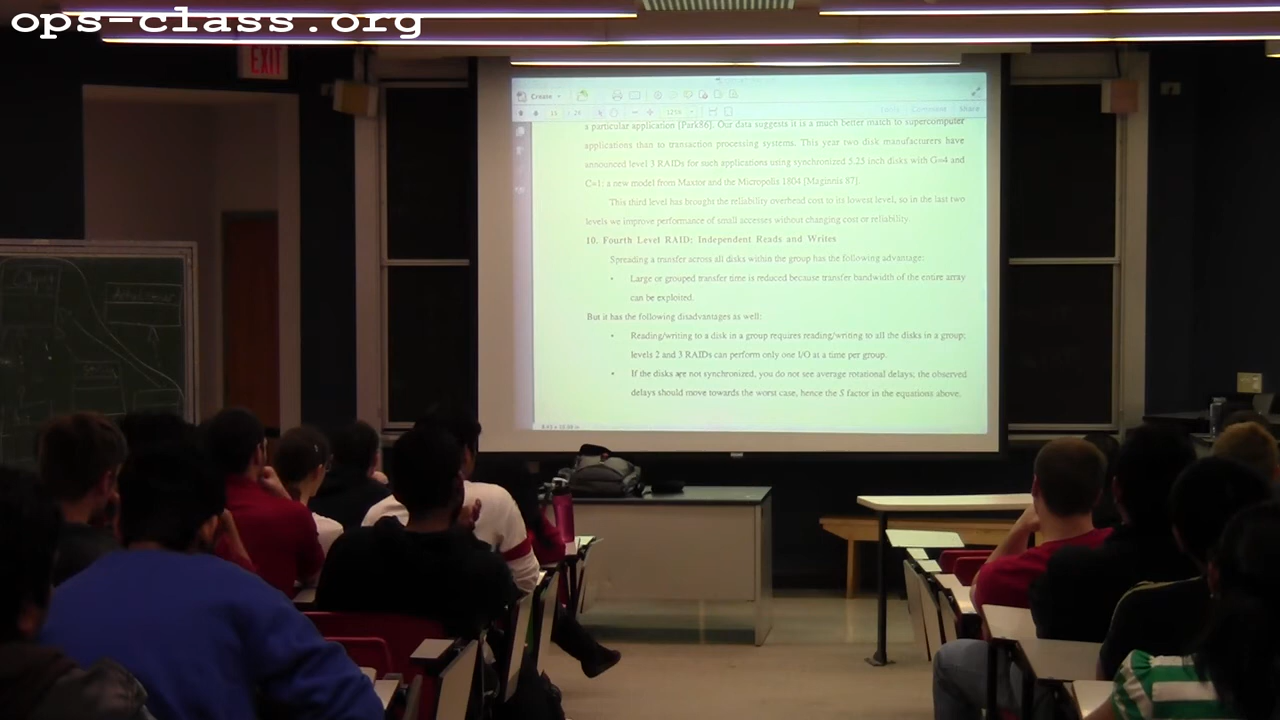 ops-class.org
EXIT
Create
15 / 26
125%
Tools Comment Share
a particular application [Park86]. Our data suggests it is a much better match to supercomputer
applications than to transaction processing systems. This year two disk manufacturers have
announced level 3 RAIDs for such applications using synchronized 5.25 inch disks with G=4 and
C=1: a new model from Maxtor and the Micropolis 1804 [Maginnis 87].
This third level has brought the reliability overhead cost to its lowest level, so in the last two
levels we improve performance of small accesses without changing cost or reliability.
10. Fourth Level RAID: Independent Reads and Writes
Spreading a transfer across all disks within the group has the following advantage:
• Large or grouped transfer time is reduced because transfer bandwidth of the entire array
can be exploited.
But it has the following disadvantages as well:
• Reading/writing to a disk in a group requires reading/writing to all the disks in a group;
levels 2 and 3 RAIDs can perform only one I/O at a time per group.
• If the disks are not synchronized, you do not see average rotational delays; the observed
delays should move towards the worst case, hence the S factor in the equations above.